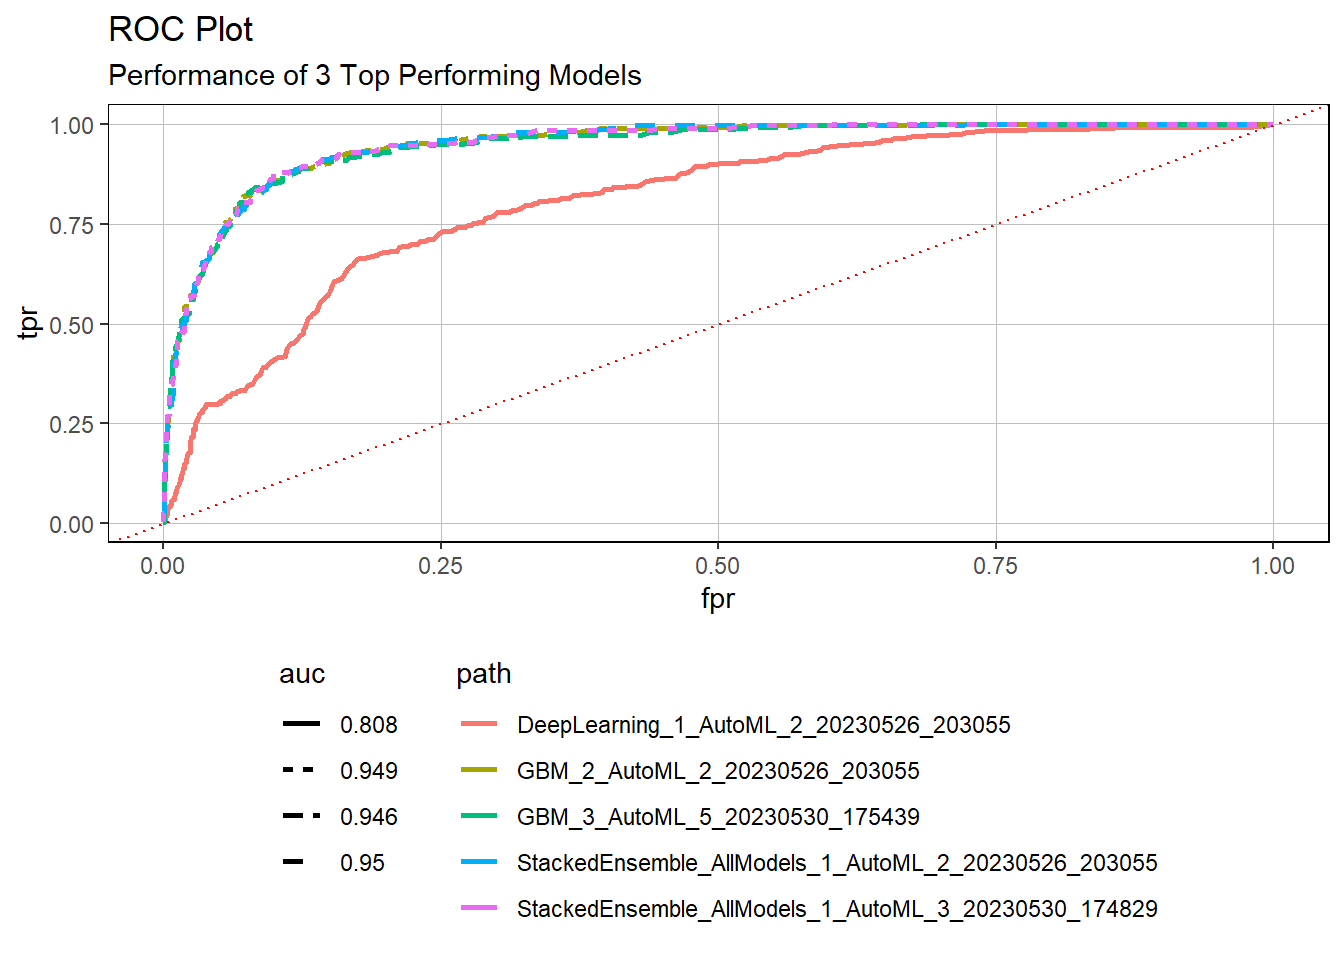 ROC Plot
Performance of 3 Top Performing Models
1.00
0.75
0.50
0.25
0.00
tpr
0.00 0.25 0.50 0.75 1.00
fpr
auc
0.808
0.949
0.946
0.95
path
DeepLearning_1_AutoML_2_20230526_203055
GBM_2_AutoML_2_20230526_203055
GBM_3_AutoML_5_20230530_175439
StackedEnsemble_AllModels_1_AutoML_2_20230526_203055
StackedEnsemble_AllModels_1_AutoML_3_20230530_174829